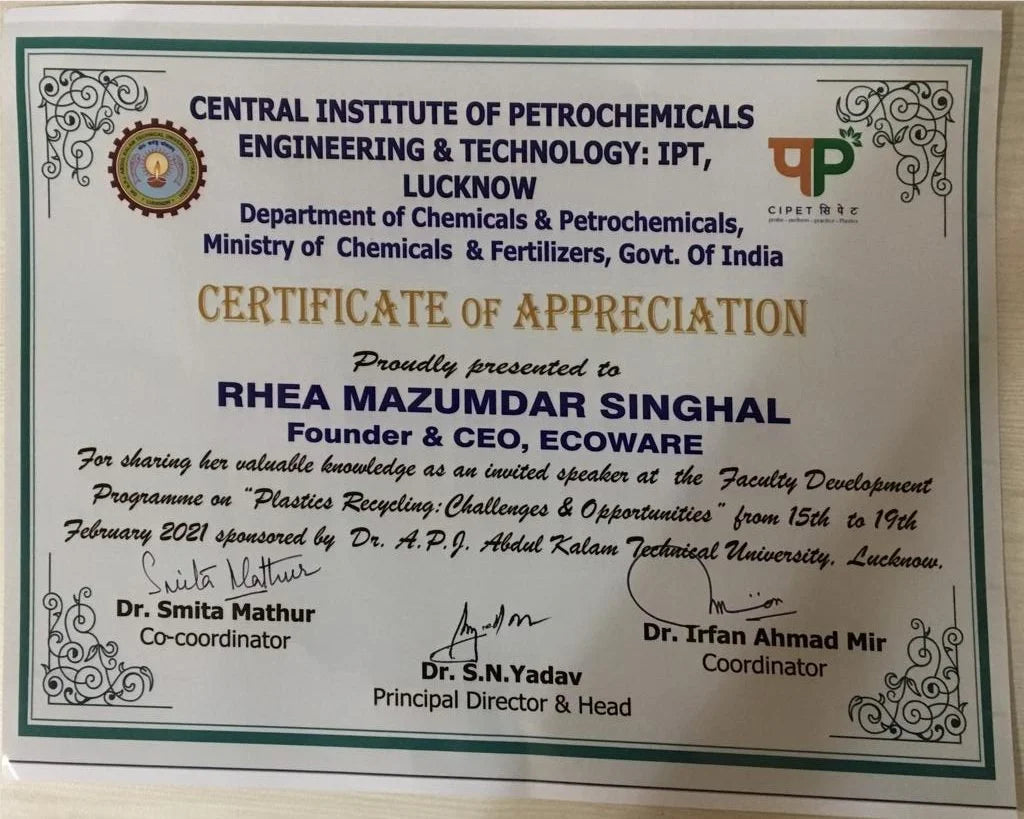 CENTRAL INSTITUTE OF PETROCHEMICALS
ENGINEERING & TECHNOLOGY: IPT,
LUCKNOW
Department of Chemicals & Petrochemicals,
Ministry of Chemicals & Fertilizers, Govt. Of India
CIPET सिपेट
CERTIFICATE OF APPRECIATION
Proudly presented to
RHEA MAZUMDAR SINGHAL
Founder & CEO, ECOWARE
For sharing her valuable knowledge as an invited speaker at the Faculty Development
Programme on "Plastics Recycling: Challenges & Opportunities" from 15th to 19th
February 2021 sponsored by Dr. A.P.J. Abdul Kalam Technical University, Lucknow.
Smita Mathur
Dr. Smita Mathur
Co-coordinator
Dr. S.N.Yadav
Principal Director & Head
Dr. Irfan Ahmad Mir
Coordinator